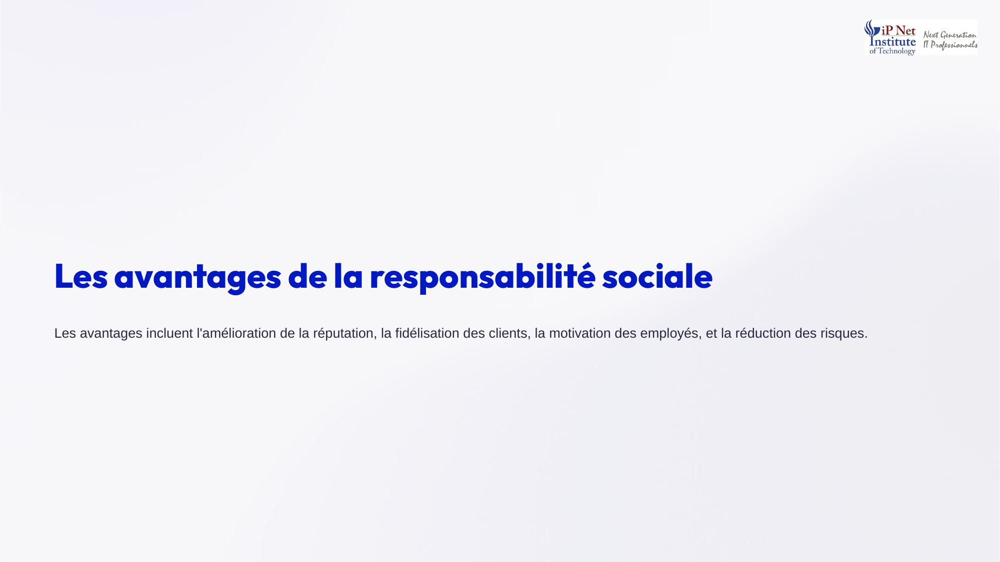 iP Net
Institute
of Technology
Next Generation
IT Professionnels
Les avantages de la responsabilité sociale
Les avantages incluent l'amélioration de la réputation, la fidélisation des clients, la motivation des employés, et la réduction des risques.